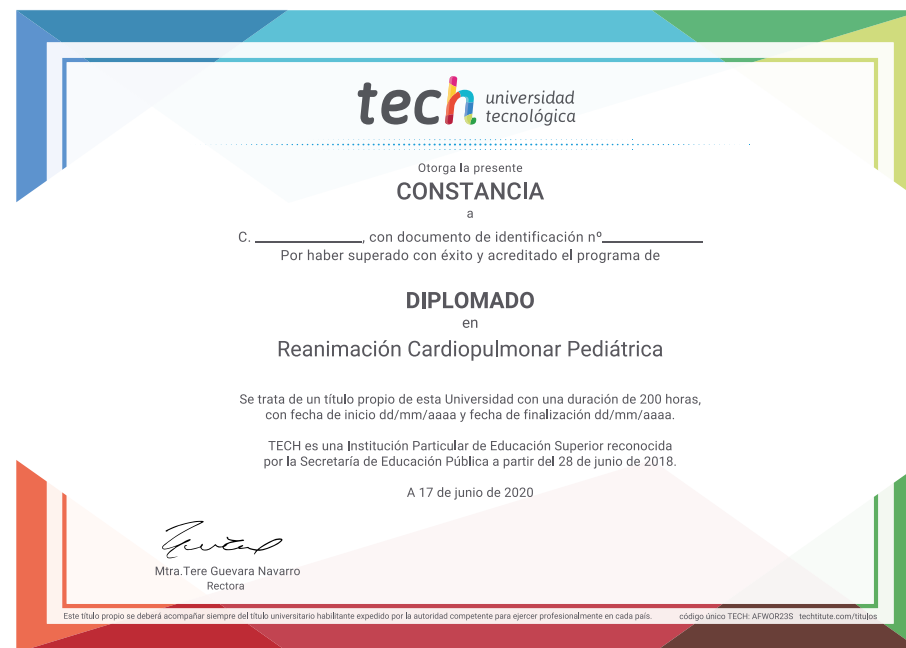 tech universidad
tecnológica
Otorga la presente
CONSTANCIA
a
C. ____________, con documento de identificación nº____________
Por haber superado con éxito y acreditado el programa de
DIPLOMADO
en
Reanimación Cardiopulmonar Pediátrica
Se trata de un título propio de esta Universidad con una duración de 200 horas,
con fecha de inicio dd/mm/aaaa y fecha de finalización dd/mm/aaaa.
TECH es una Institución Particular de Educación Superior reconocida
por la Secretaría de Educación Pública a partir del 28 de junio de 2018.
A 17 de junio de 2020
Mtra.Tere Guevara Navarro
Rectora
Este título propio se deberá acompañar siempre del título universitario habilitante expedido por la autoridad competente para ejercer profesionalmente en cada país. código único TECH: AFWOR23S techtitute.com/titulos